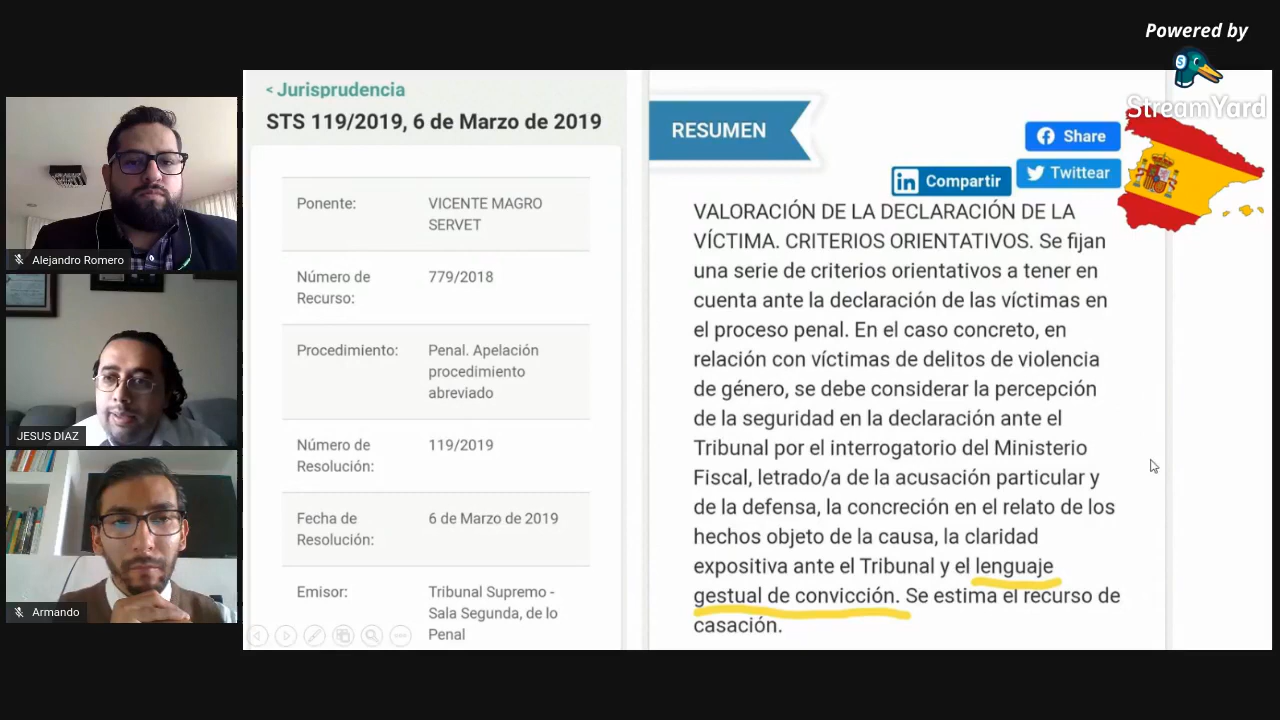 Powered by
StreamYard
Alejandro Romero
JESUS DIAZ
Armando
< Jurisprudencia
STS 119/2019, 6 de Marzo de 2019
Ponente: VICENTE MAGRO
SERVET
Número de 779/2018
Recurso:
Procedimiento: Penal. Apelación
procedimiento
abreviado
Número de 119/2019
Resolución:
Fecha de 6 de Marzo de 2019
Resolución:
Emisor: Tribunal Supremo -
Sala Segunda, de lo
Penal
RESUMEN
Share
Compartir
Twittear
VALORACIÓN DE LA DECLARACIÓN DE LA
VÍCTIMA. CRITERIOS ORIENTATIVOS. Se fijan
una serie de criterios orientativos a tener en
cuenta ante la declaración de las víctimas en
el proceso penal. En el caso concreto, en
relación con víctimas de delitos de violencia
de género, se debe considerar la percepción
de la seguridad en la declaración ante el
Tribunal por el interrogatorio del Ministerio
Fiscal, letrado/a de la acusación particular y
de la defensa, la concreción en el relato de los
hechos objeto de la causa, la claridad
expositiva ante el Tribunal y el lenguaje
gestual de convicción. Se estima el recurso de
casación.